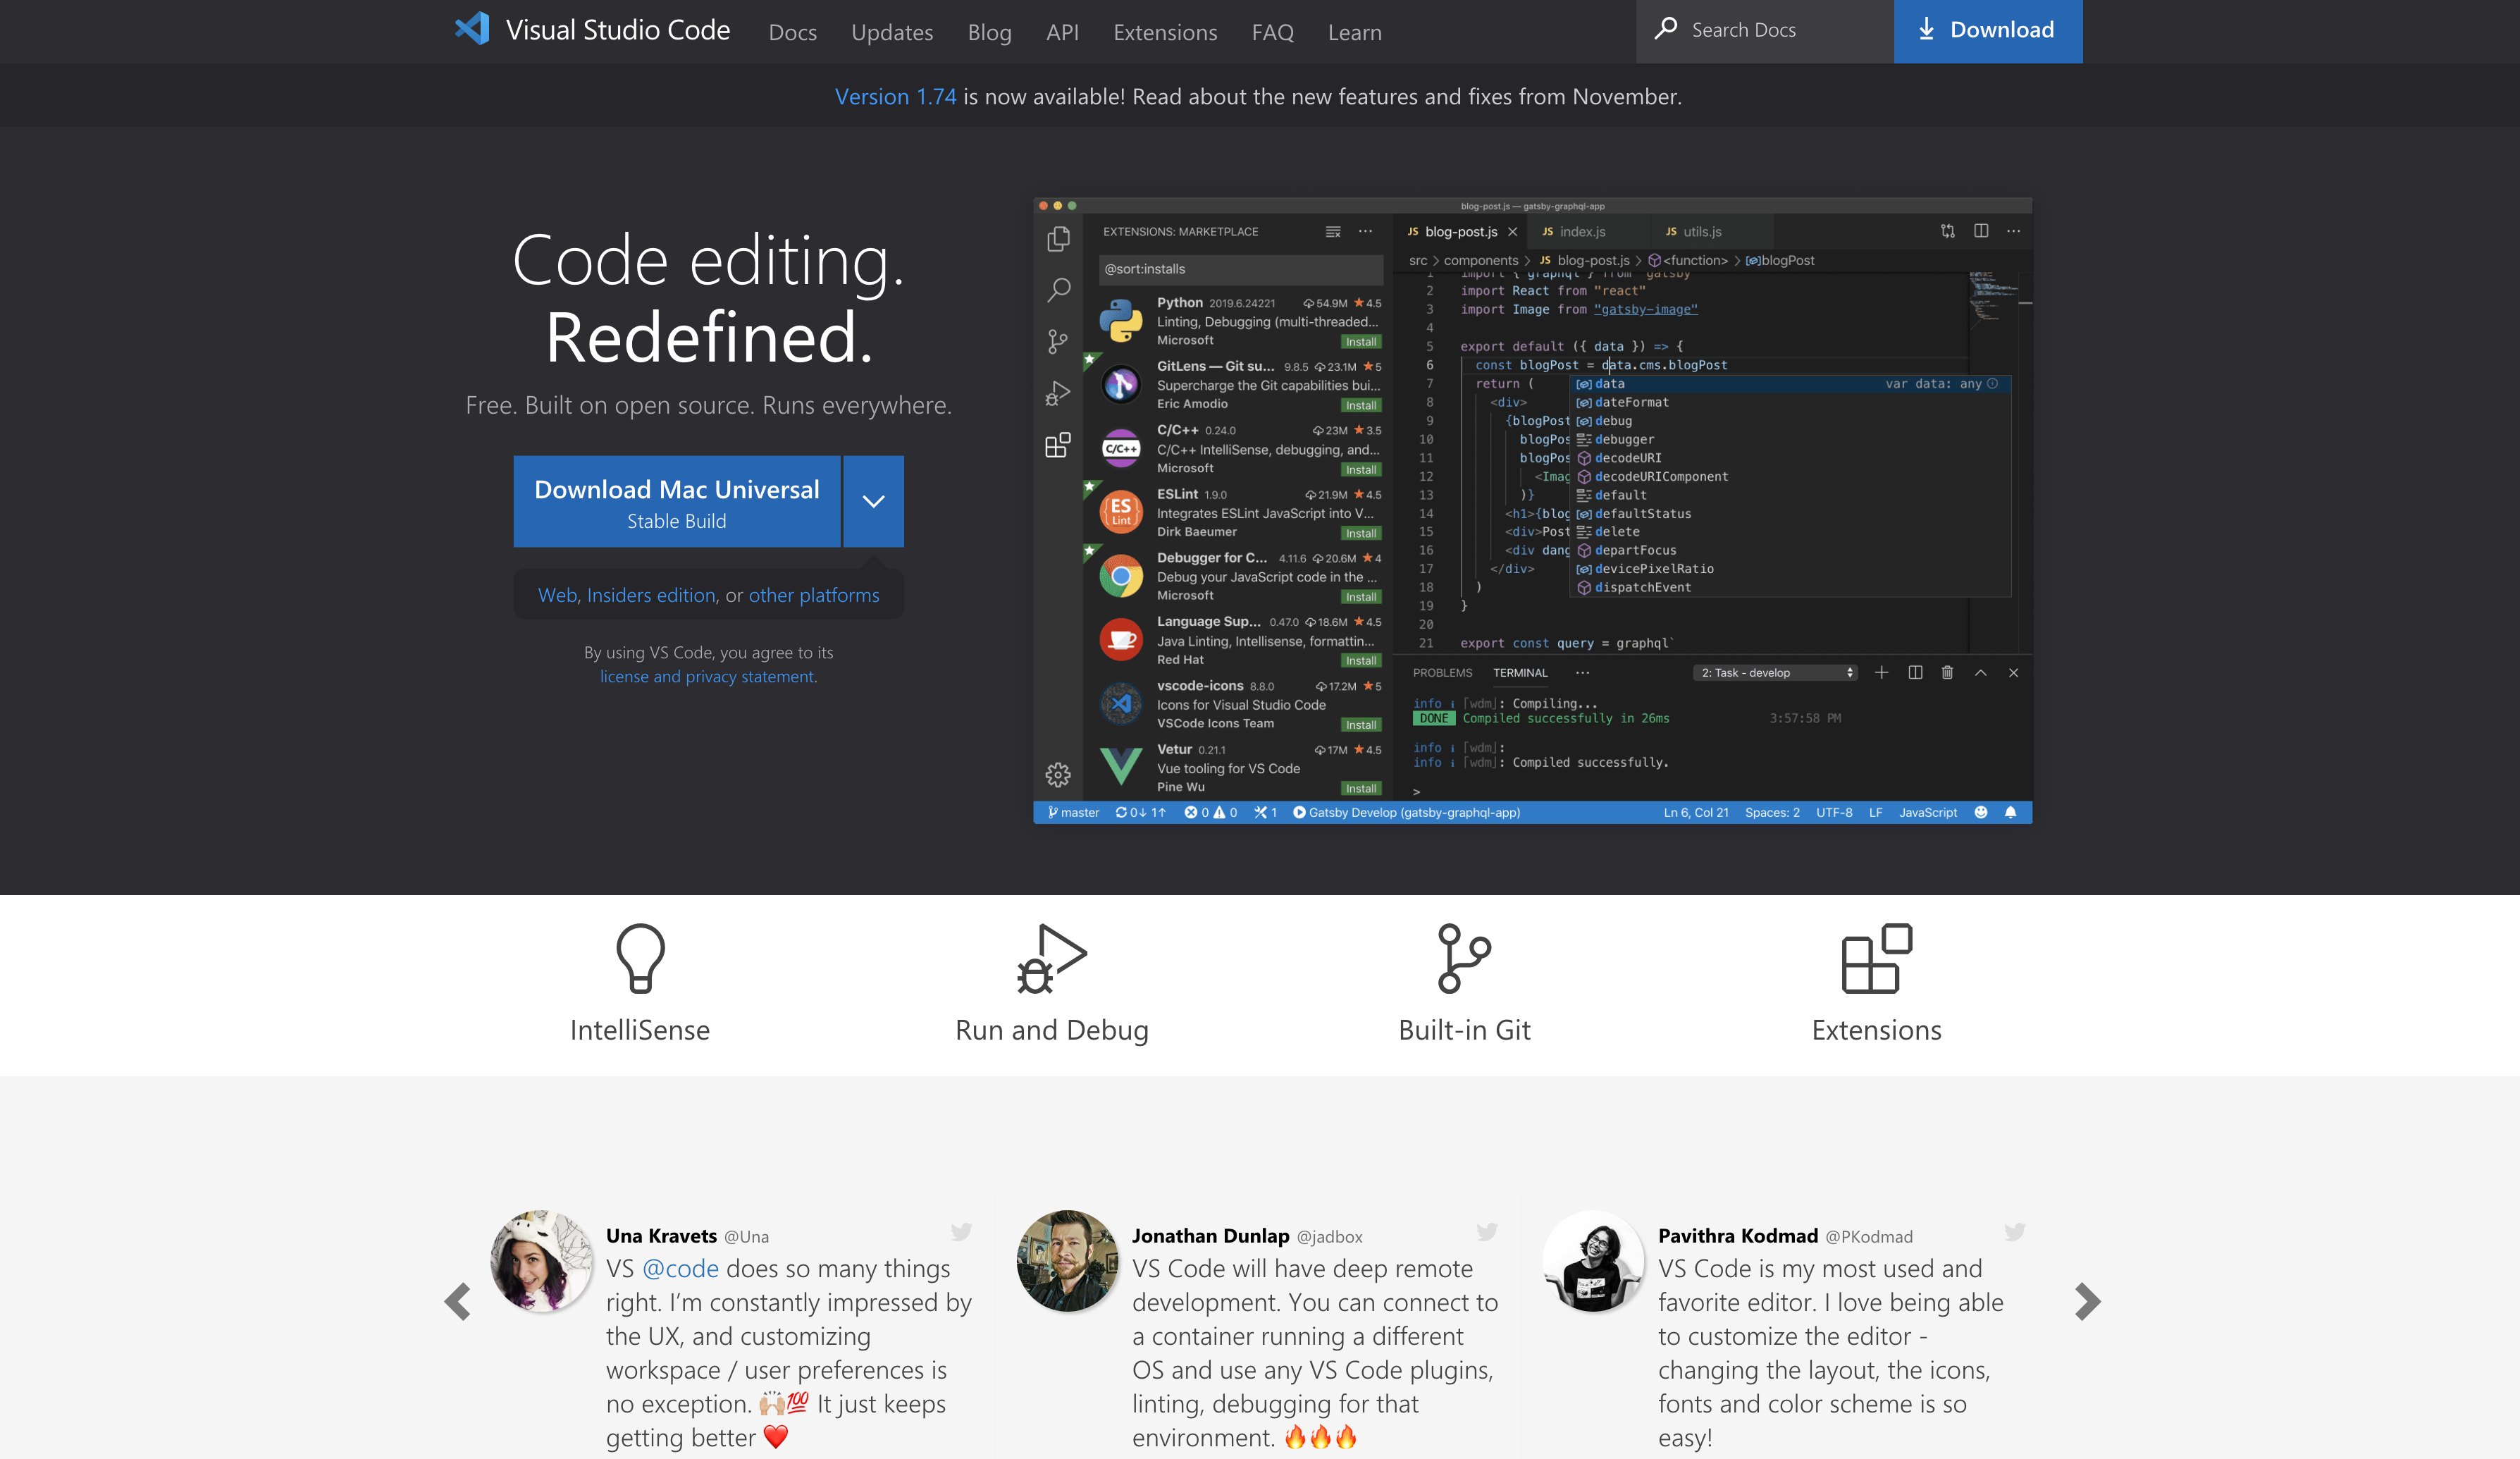 Visual Studio Code
Docs
Updates
Blog
API
Extensions
FAQ
Learn
Search Docs
Download
Version 1.74 is now available! Read about the new features and fixes from November.
Code editing.
Redefined.
Free. Built on open source. Runs everywhere.
Download Mac Universal
Stable Build
Web, Insiders edition, or other platforms
By using VS Code, you agree to its
license and privacy statement.
blog-post.js — gatsby-graphql-app
EXTENSIONS: MARKETPLACE
@sort:installs
Python 2019.6.24221 54.9M ★4.5
Linting, Debugging (multi-threaded...
Microsoft
Install
GitLens — Git su... 9.8.5 23.1M ★5
Supercharge the Git capabilities bui...
Eric Amodio
Install
C/C++
C/C++ 0.24.0 23M ★3.5
C/C++ IntelliSense, debugging, and...
Microsoft
Install
ES
Lint
ESLint 1.9.0 21.9M ★4.5
Integrates ESLint JavaScript into V...
Dirk Baeumer
Install
Debugger for C... 4.11.6 20.6M ★4
Debug your JavaScript code in the ...
Microsoft
Install
Language Sup... 0.47.0 18.6M ★4.5
Java Linting, Intellisense, formattin...
Red Hat
Install
vscode-icons 8.8.0 17.2M ★5
Icons for Visual Studio Code
VSCode Icons Team
Install
Vetur 0.21.1 17M ★4.5
Vue tooling for VS Code
Pine Wu
Install
JS blog-post.js
JS index.js
JS utils.js
src > components > JS blog-post.js > <function> > blogPost
1 import { graphql } from "gatsby"
2 import React from "react"
3 import Image from "gatsby-image"
4
5 export default ({ data }) => {
6 const blogPost = data.cms.blogPost
7 return (
8 <div>
9 {blogPost
10 blogPos
11 blogPos
12 <Imag
13 )}
14 <h1>{blog
15 <div>Post
16 <div dang
17 </div>
18 )
19 }
20
21 export const query = graphql`
data var data: any
dateFormat
debug
debugger
decodeURI
decodeURIComponent
default
defaultStatus
delete
departFocus
devicePixelRatio
dispatchEvent
PROBLEMS
TERMINAL
···
2: Task - develop
info ℹ ｢wdm｣: Compiling...
DONE Compiled successfully in 26ms 3:57:58 PM
info ℹ ｢wdm｣:
info ℹ ｢wdm｣: Compiled successfully.
>
master 0↓ 1↑ 0 0 1 Gatsby Develop (gatsby-graphql-app)
Ln 6, Col 21 Spaces: 2 UTF-8 LF JavaScript
IntelliSense
Run and Debug
Built-in Git
Extensions
Una Kravets @Una
VS @code does so many things
right. I’m constantly impressed by
the UX, and customizing
workspace / user preferences is
no exception. 🙌🏼💯 It just keeps
getting better ❤️
Jonathan Dunlap @jadbox
VS Code will have deep remote
development. You can connect to
a container running a different
OS and use any VS Code plugins,
linting, debugging for that
environment. 🔥🔥🔥
Pavithra Kodmad @PKodmad
VS Code is my most used and
favorite editor. I love being able
to customize the editor -
changing the layout, the icons,
fonts and color scheme is so
easy!